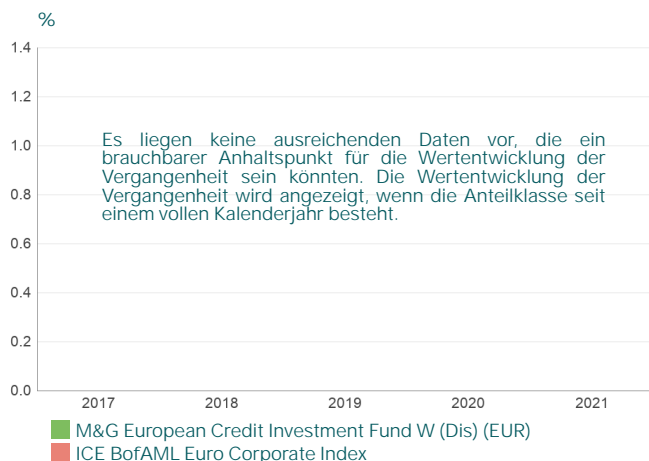 %
1.4
1.2
1.0
0.8
0.6
0.4
0.2
0.0
Es liegen keine ausreichenden Daten vor, die ein
brauchbarer Anhaltspunkt für die Wertentwicklung der
Vergangenheit sein könnten. Die Wertentwicklung der
Vergangenheit wird angezeigt, wenn die Anteilklasse seit
einem vollen Kalenderjahr besteht.
2017 2018 2019 2020 2021
M&G European Credit Investment Fund W (Dis) (EUR)
ICE BofAML Euro Corporate Index